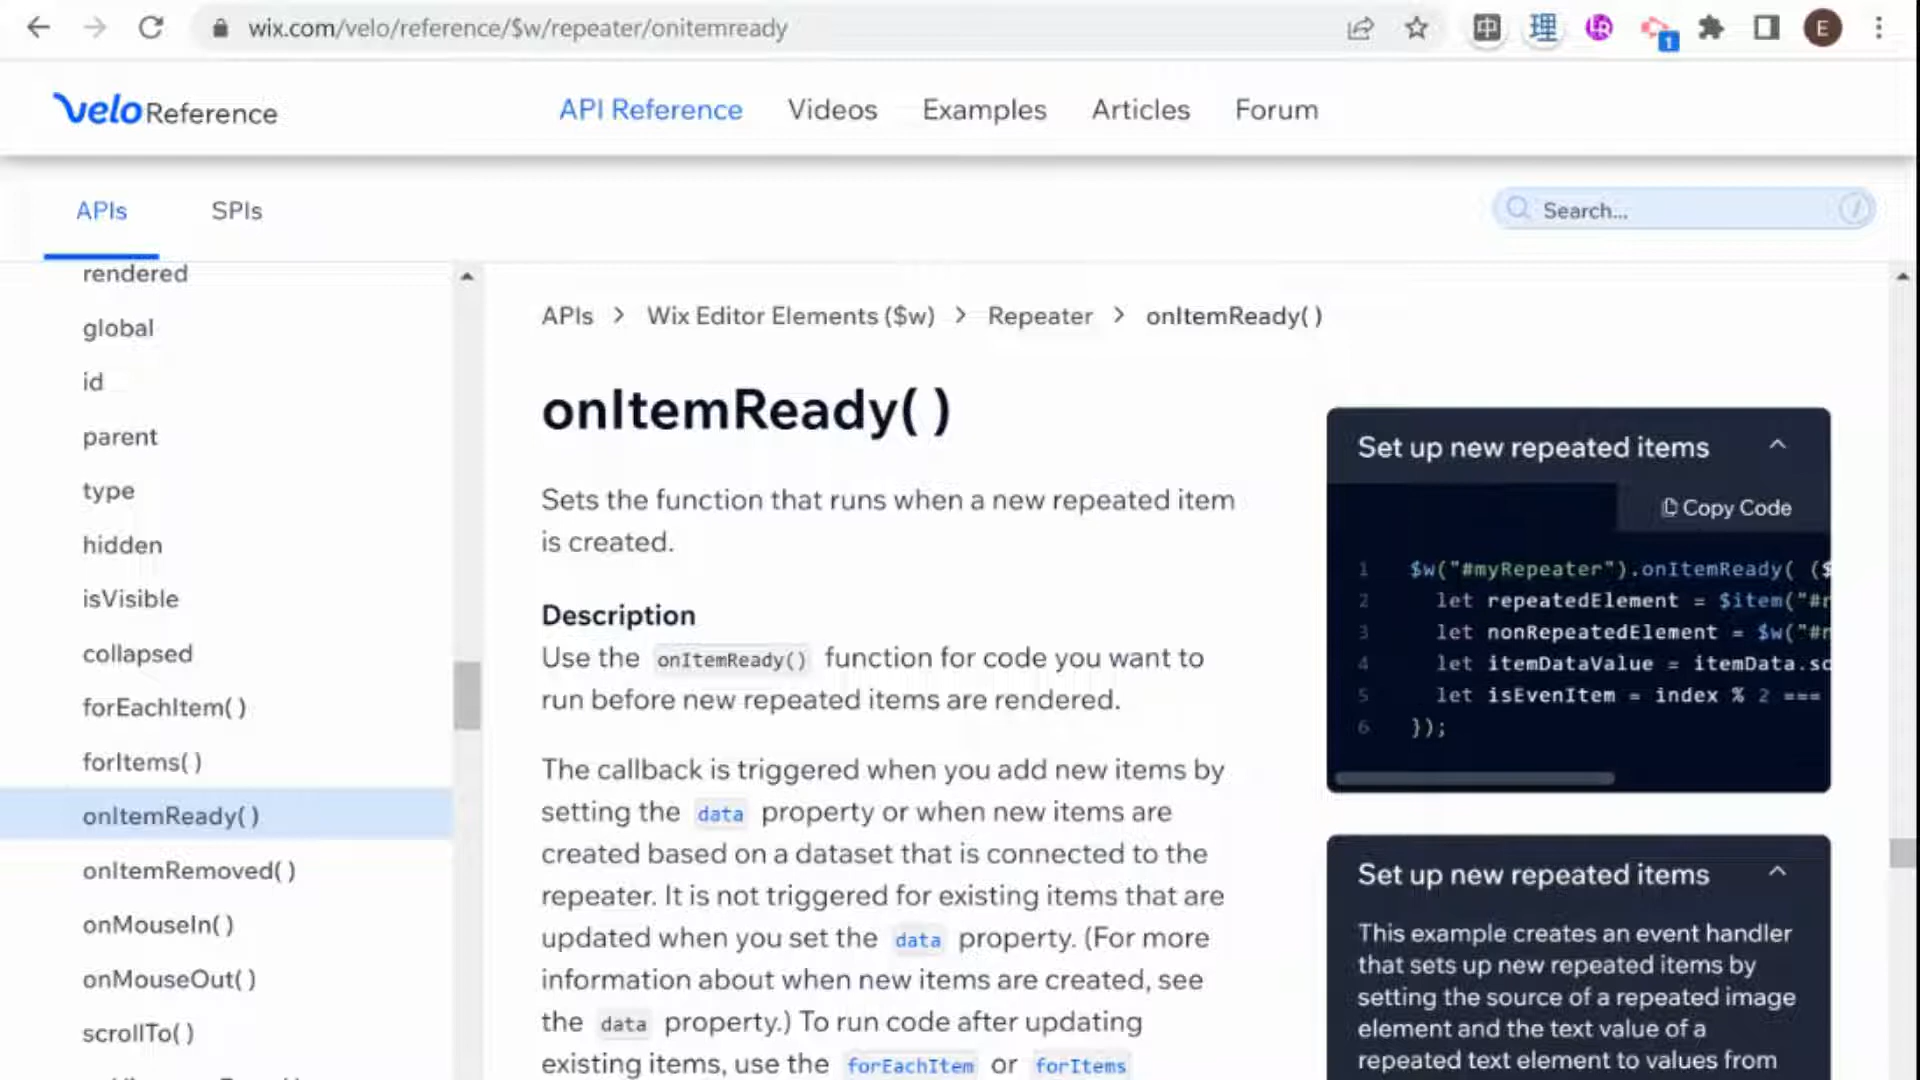 wix.com/velo/reference/$w/repeater/onitemready
中
理
LR
1
E
velo Reference
API Reference
Videos
Examples
Articles
Forum
APIs
SPIs
Search...
/
rendered
global
id
parent
type
hidden
isVisible
collapsed
forEachItem( )
forItems( )
onItemReady( )
onItemRemoved( )
onMouseIn( )
onMouseOut( )
scrollTo( )
APIs > Wix Editor Elements ($w) > Repeater > onItemReady( )
onItemReady( )
Sets the function that runs when a new repeated item
is created.
Description
Use the onItemReady() function for code you want to
run before new repeated items are rendered.
The callback is triggered when you add new items by
setting the data property or when new items are
created based on a dataset that is connected to the
repeater. It is not triggered for existing items that are
updated when you set the data property. (For more
information about when new items are created, see
the data property.) To run code after updating
existing items, use the forEachItem or forItems
Set up new repeated items
Copy Code
1 $w("#myRepeater").onItemReady( ($
2 let repeatedElement = $item("#r
3 let nonRepeatedElement = $w("#n
4 let itemDataValue = itemData.so
5 let isEvenItem = index % 2 ===
6 });
Set up new repeated items
This example creates an event handler
that sets up new repeated items by
setting the source of a repeated image
element and the text value of a
repeated text element to values from